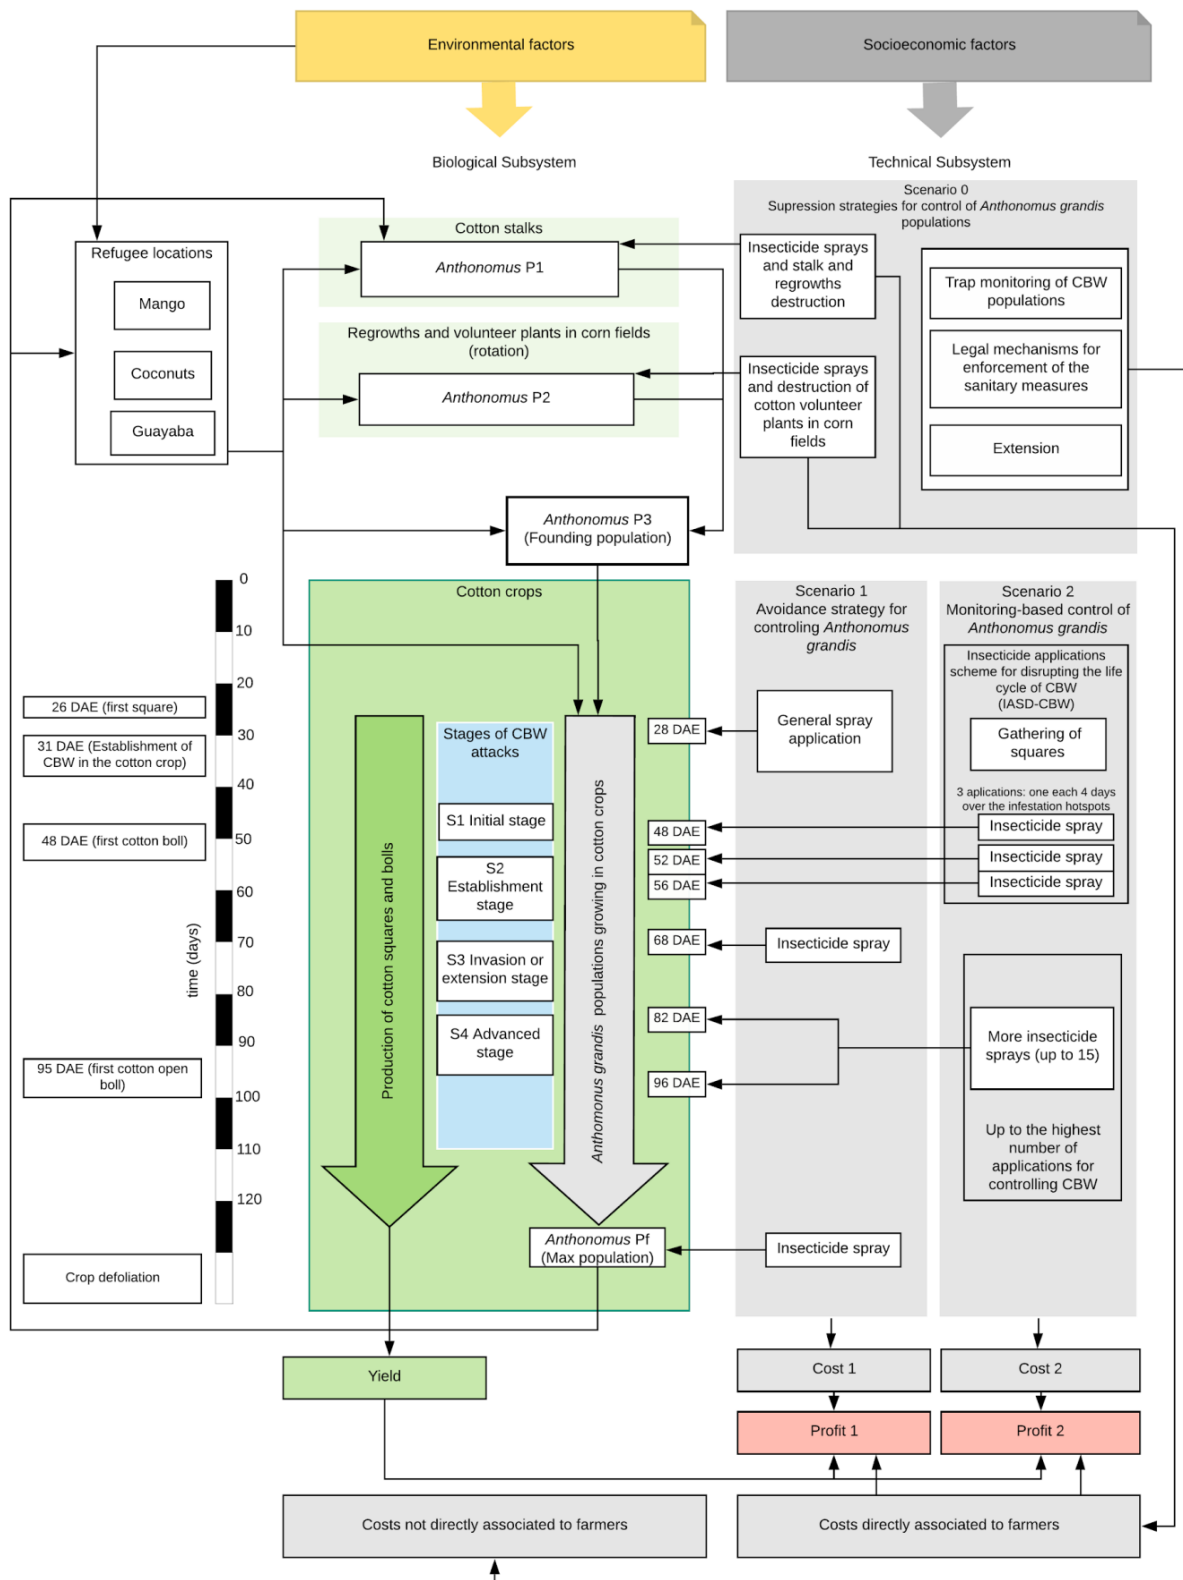 Environmental factors
Socioeconomic factors
Biological Subsystem
Technical Subsystem
Scenario 0
Supression strategies for control of Anthonomus grandis
populations
Refugee locations
Mango
Coconuts
Guayaba
Cotton stalks
Anthonomus P1
Regrowths and volunteer plants in corn fields
(rotation)
Anthonomus P2
Insecticide sprays
and stalk and
regrowths
destruction
Insecticide sprays
and destruction of
cotton volunteer
plants in corn
fields
Trap monitoring of CBW
populations
Legal mechanisms for
enforcement of the
sanitary measures
Extension
Anthonomus P3
(Founding population)
0
10
20
30
40
50
60
70
80
90
100
110
120
time (days)
26 DAE (first square)
31 DAE (Establishment of
CBW in the cotton crop)
48 DAE (first cotton boll)
95 DAE (first cotton open
boll)
Crop defoliation
Cotton crops
Production of cotton squares and bolls
Stages of CBW
attacks
S1 Initial stage
S2
Establishment
stage
S3 Invasion or
extension stage
S4 Advanced
stage
Anthomonus grandis populations growing in cotton crops
28 DAE
48 DAE
52 DAE
56 DAE
68 DAE
82 DAE
96 DAE
Anthonomus Pf
(Max population)
Scenario 1
Avoidance strategy for
controling Anthonomus
grandis
General spray
application
Insecticide spray
Insecticide spray
Scenario 2
Monitoring-based control of
Anthonomus grandis
Insecticide applications
scheme for disrupting the life
cycle of CBW
(IASD-CBW)
Gathering of
squares
3 aplications: one each 4 days
over the infestation hotspots
Insecticide spray
Insecticide spray
Insecticide spray
More insecticide
sprays (up to 15)
Up to the highest
number of
applications for
controlling CBW
Yield
Cost 1
Cost 2
Profit 1
Profit 2
Costs not directly associated to farmers
Costs directly associated to farmers